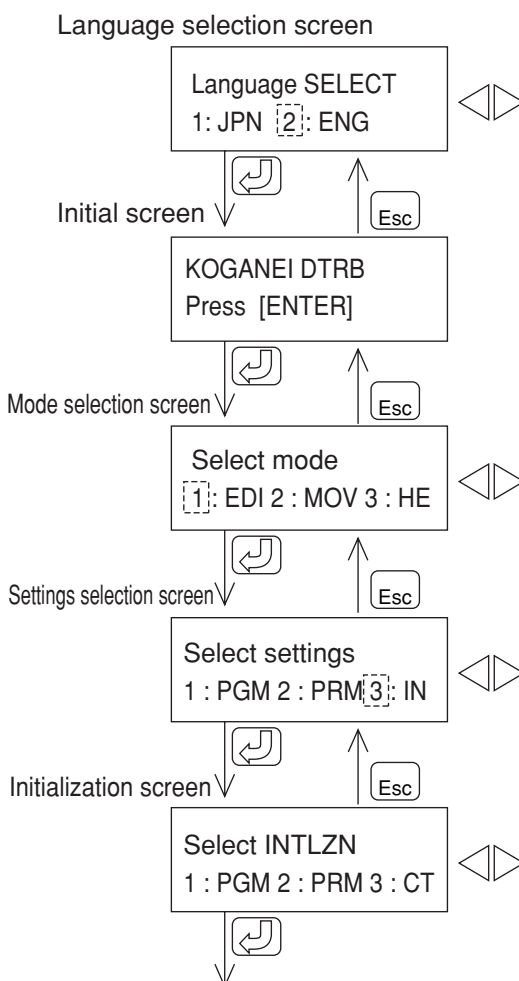 Language selection screen
Language SELECT
1: JPN 2: ENG
Esc
Initial screen
KOGANEI DTRB
Press [ENTER]
Esc
Mode selection screen
Select mode
1: EDI 2 : MOV 3 : HE
Esc
Settings selection screen
Select settings
1 : PGM 2 : PRM 3 : IN
Esc
Initialization screen
Select INTLZN
1 : PGM 2 : PRM 3 : CT